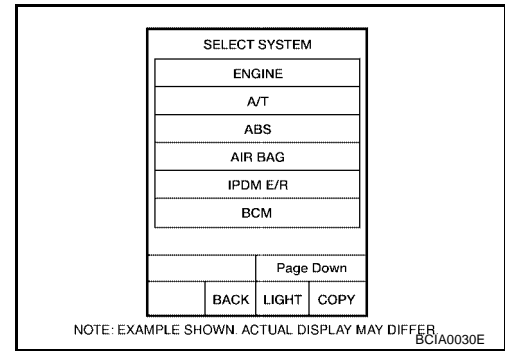 SELECT SYSTEM
ENGINE
A/T
ABS
AIR BAG
IPDM E/R
BCM
Page Down
BACK LIGHT COPY
NOTE: EXAMPLE SHOWN. ACTUAL DISPLAY MAY DIFFER.
BCIA0030E